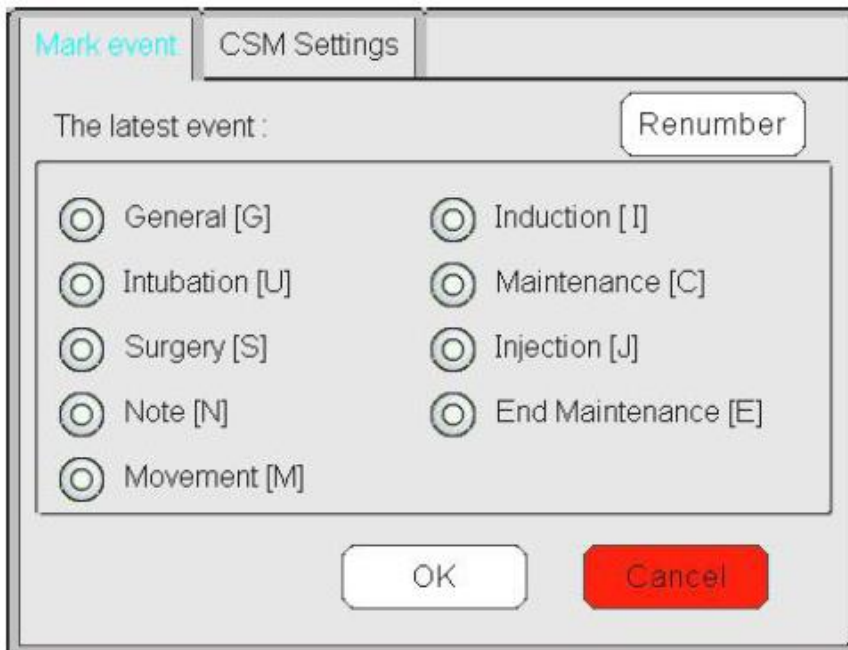 Mark event CSM Settings
The latest event : Renumber
General [G] Induction [I]
Intubation [U] Maintenance [C]
Surgery [S] Injection [J]
Note [N] End Maintenance [E]
Movement [M]
OK Cancel